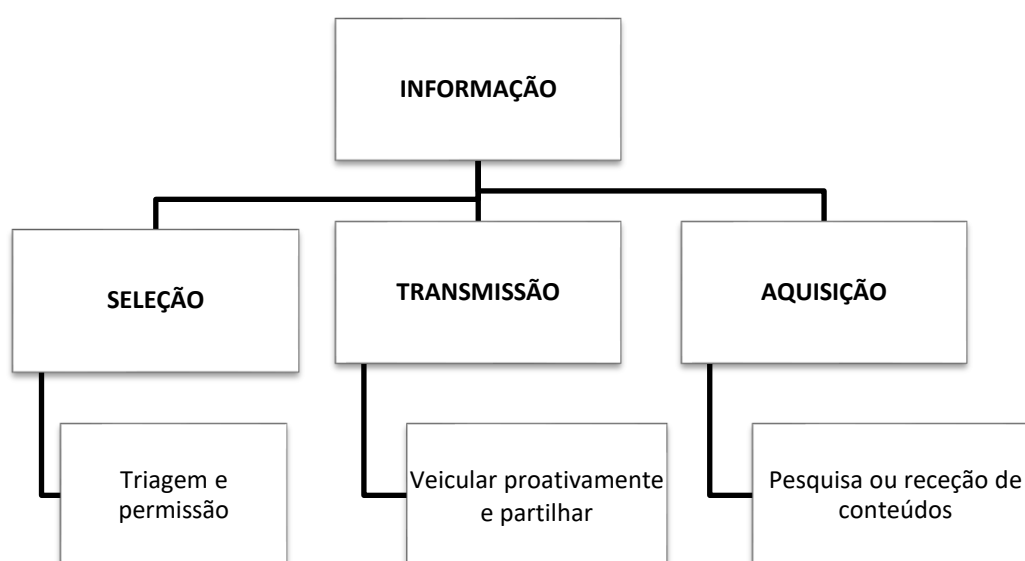 INFORMAÇÃO
SELEÇÃO
TRANSMISSÃO
AQUISIÇÃO
Triagem e
permissão
Veicular proativamente
e partilhar
Pesquisa ou receção de
conteúdos